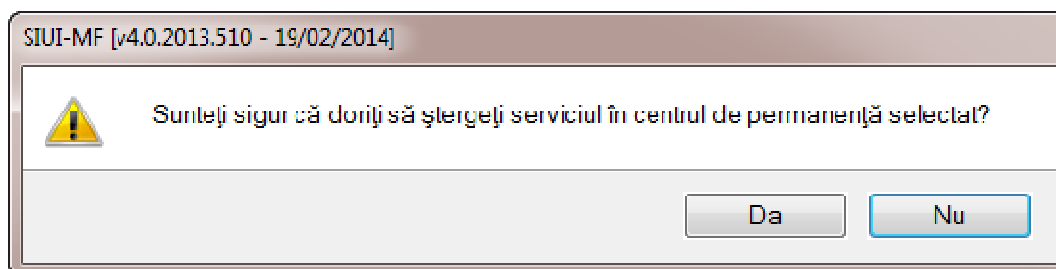 SIUI-MF [v4.0.2013.510 - 19/02/2014]
Sunteţi sigur că doriţi să ştergeţi serviciul în centrul de permanenţă selectat?
Da
Nu